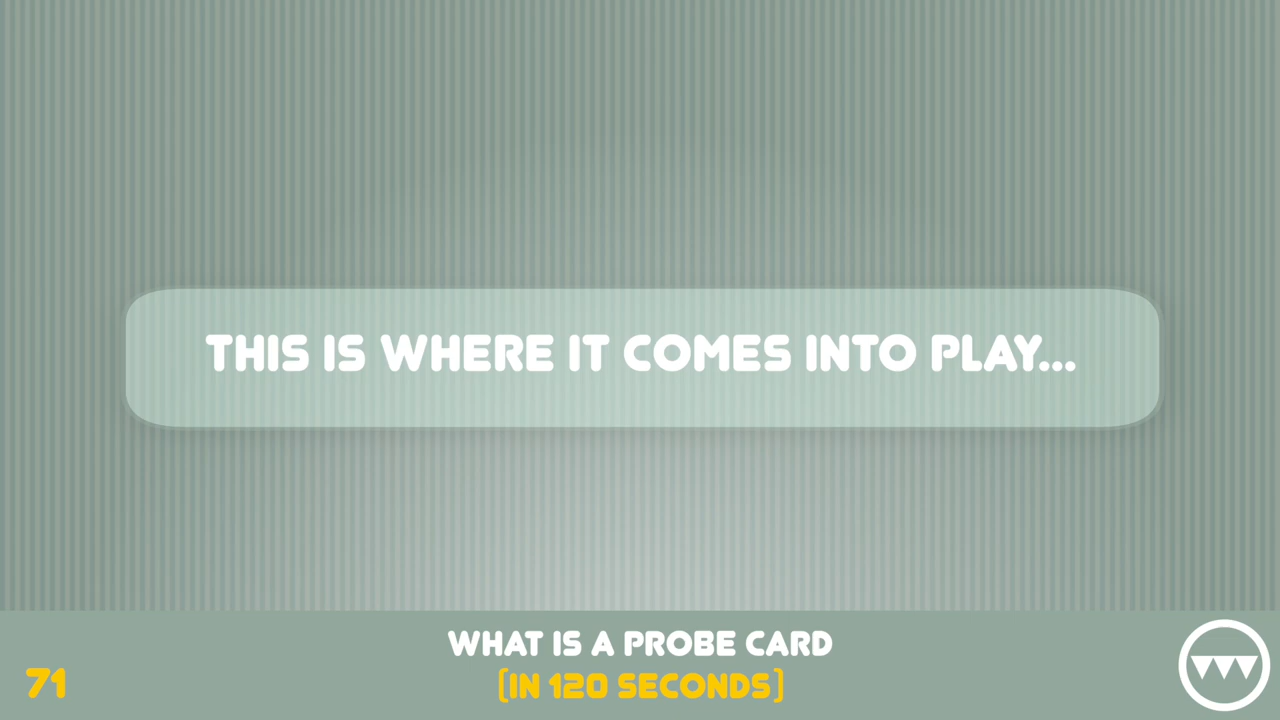 THIS IS WHERE IT COMES INTO PLAY...
WHAT IS A PROBE CARD
71
[IN 120 SECONDS]